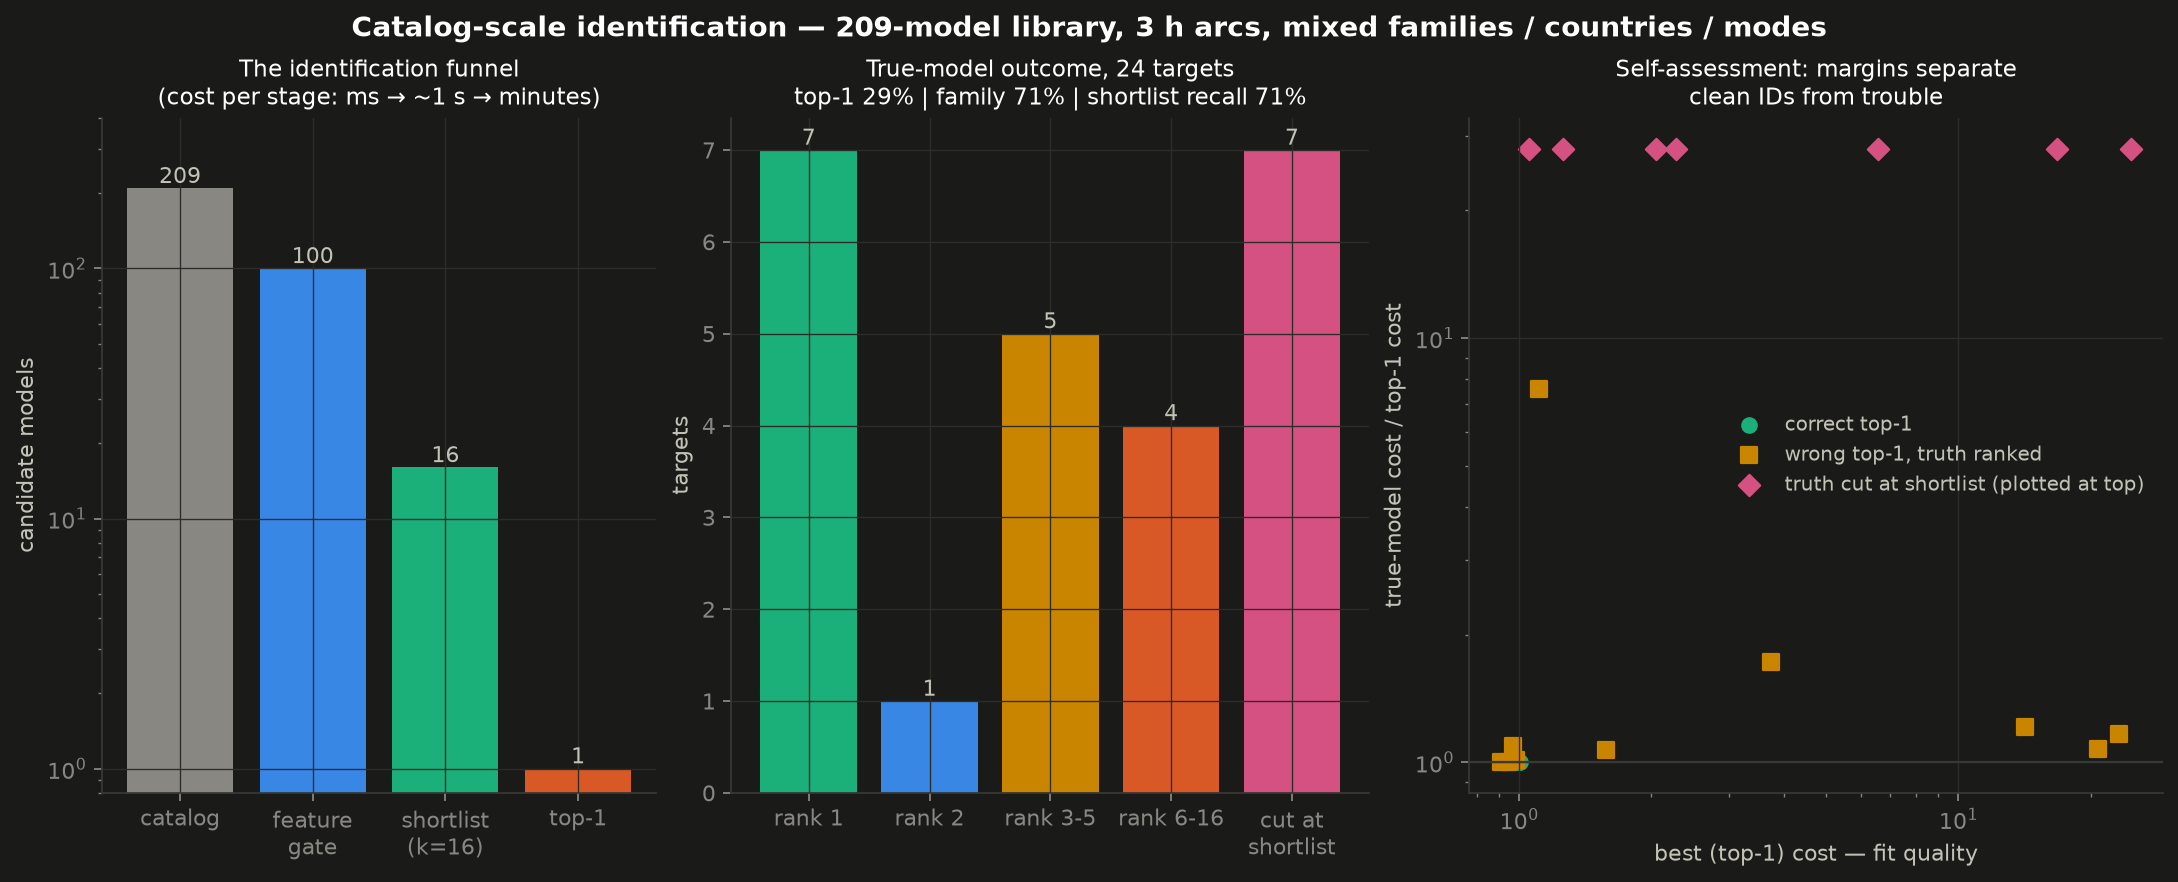 Catalog-scale identification — 209-model library, 3 h arcs, mixed families / countries / modes
The identification funnel
(cost per stage: ms → ~1 s → minutes)
candidate models
10²
10¹
10⁰
209
100
16
1
catalog
feature
gate
shortlist
(k=16)
top-1
True-model outcome, 24 targets
top-1 29% | family 71% | shortlist recall 71%
targets
7
6
5
4
3
2
1
0
7
1
5
4
7
rank 1
rank 2
rank 3-5
rank 6-16
cut at
shortlist
Self-assessment: margins separate
clean IDs from trouble
true-model cost / top-1 cost
10¹
10⁰
correct top-1
wrong top-1, truth ranked
truth cut at shortlist (plotted at top)
10⁰
10¹
best (top-1) cost — fit quality